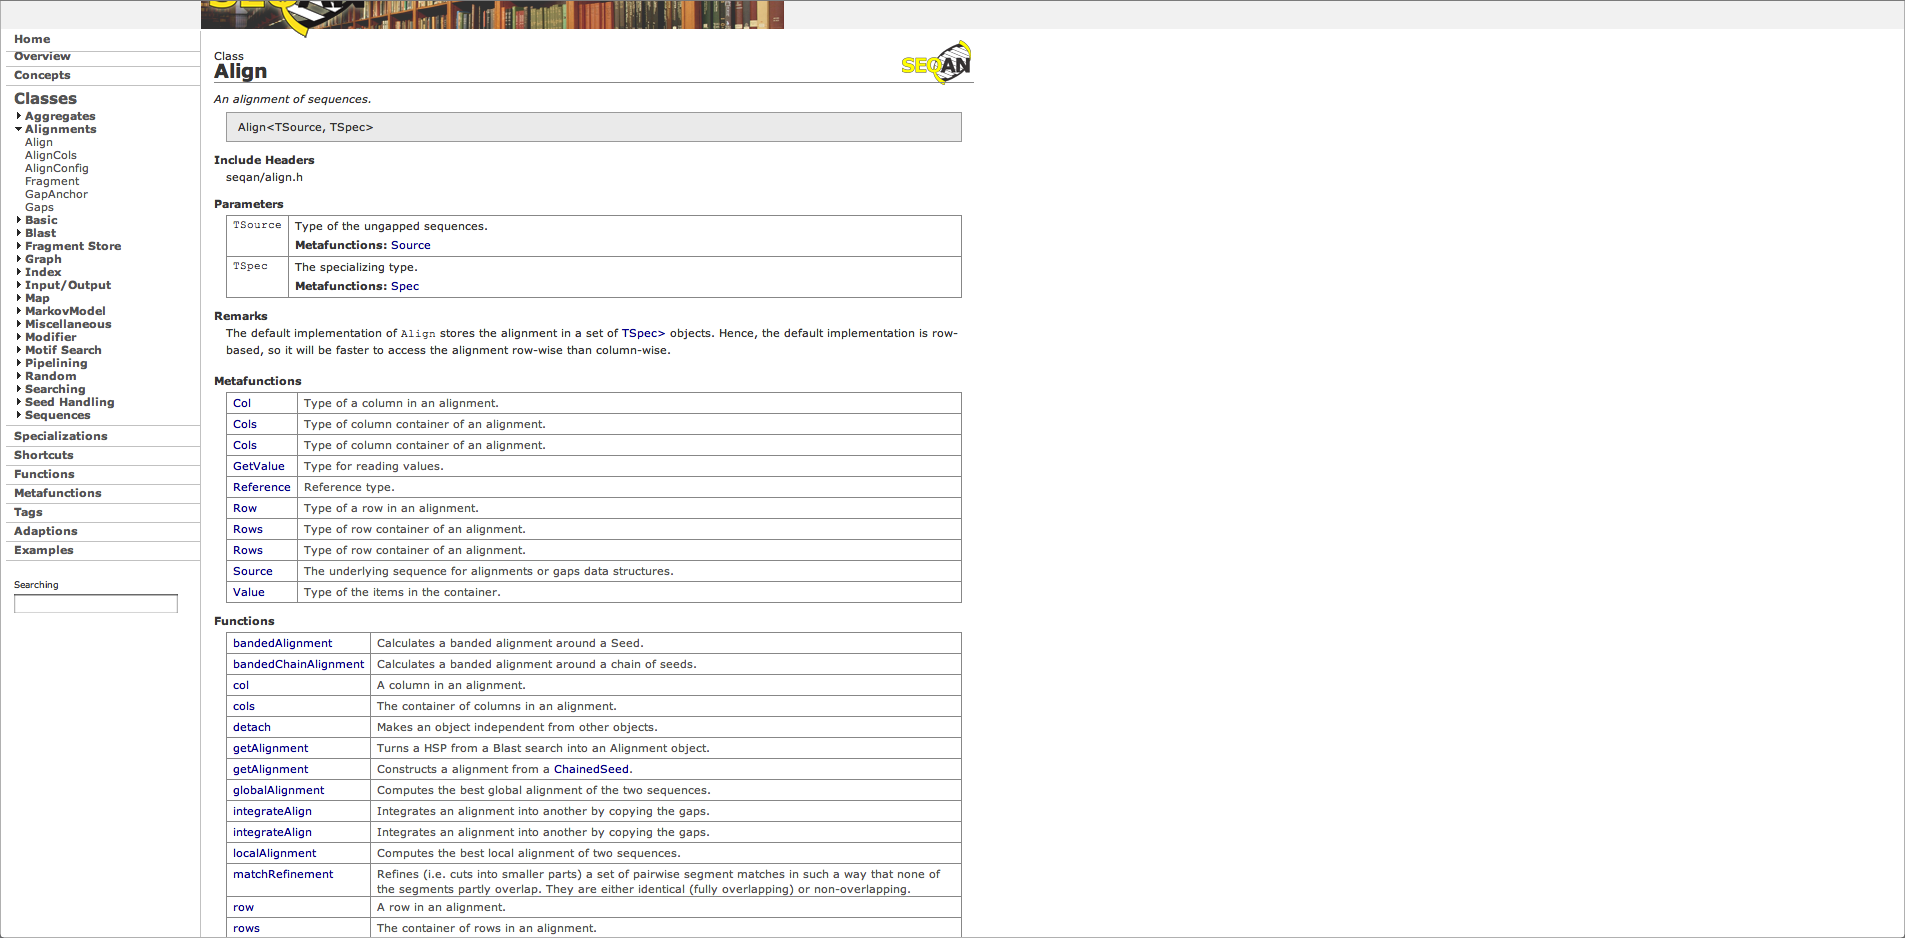 Home
Overview
Concepts
Classes
Aggregates
Alignments
Align
AlignCols
AlignConfig
Fragment
GapAnchor
Gaps
Basic
Blast
Fragment Store
Graph
Index
Input/Output
Map
MarkovModel
Miscellaneous
Modifier
Motif Search
Pipelining
Random
Searching
Seed Handling
Sequences
Specializations
Shortcuts
Functions
Metafunctions
Tags
Adaptions
Examples
Searching
Class
Align
SEQAN
An alignment of sequences.
Align<TSource, TSpec>
Include Headers
seqan/align.h
Parameters
TSource Type of the ungapped sequences.
Metafunctions: Source
TSpec The specializing type.
Metafunctions: Spec
Remarks
The default implementation of Align stores the alignment in a set of TSpec> objects. Hence, the default implementation is row-
based, so it will be faster to access the alignment row-wise than column-wise.
Metafunctions
Col Type of a column in an alignment.
Cols Type of column container of an alignment.
Cols Type of column container of an alignment.
GetValue Type for reading values.
Reference Reference type.
Row Type of a row in an alignment.
Rows Type of row container of an alignment.
Rows Type of row container of an alignment.
Source The underlying sequence for alignments or gaps data structures.
Value Type of the items in the container.
Functions
bandedAlignment Calculates a banded alignment around a Seed.
bandedChainAlignment Calculates a banded alignment around a chain of seeds.
col A column in an alignment.
cols The container of columns in an alignment.
detach Makes an object independent from other objects.
getAlignment Turns a HSP from a Blast search into an Alignment object.
getAlignment Constructs a alignment from a ChainedSeed.
globalAlignment Computes the best global alignment of the two sequences.
integrateAlign Integrates an alignment into another by copying the gaps.
integrateAlign Integrates an alignment into another by copying the gaps.
localAlignment Computes the best local alignment of two sequences.
matchRefinement Refines (i.e. cuts into smaller parts) a set of pairwise segment matches in such a way that none of
the segments partly overlap. They are either identical (fully overlapping) or non-overlapping.
row A row in an alignment.
rows The container of rows in an alignment.